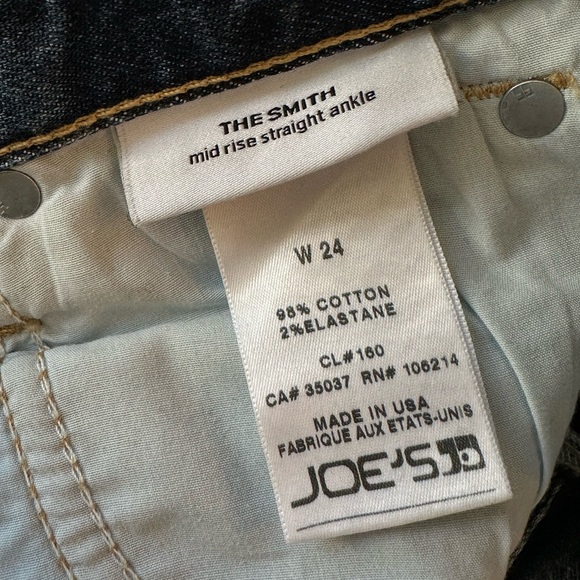 THE SMITH
mid rise straight ankle
W 24
98% COTTON
2%ELASTANE
CL#160
CA# 35037 RN# 106214
MADE IN USA
FABRIQUE AUX ETATS-UNIS
JOE'S